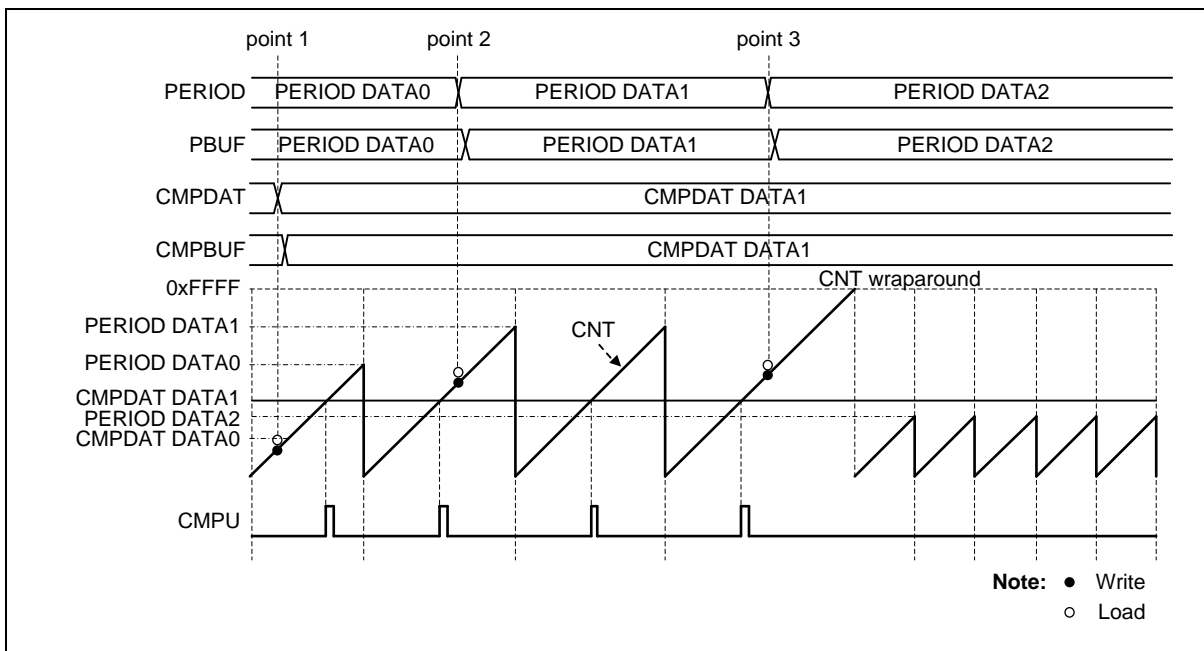 point 1 point 2 point 3
PERIOD PERIOD DATA0 PERIOD DATA1 PERIOD DATA2
PBUF PERIOD DATA0 PERIOD DATA1 PERIOD DATA2
CMPDAT CMPDAT DATA1
CMPBUF CMPDAT DATA1
0xFFFF CNT wraparound
PERIOD DATA1 CNT
PERIOD DATA0
CMPDAT DATA1
PERIOD DATA2
CMPDAT DATA0
CMPU
Note: Write
Load